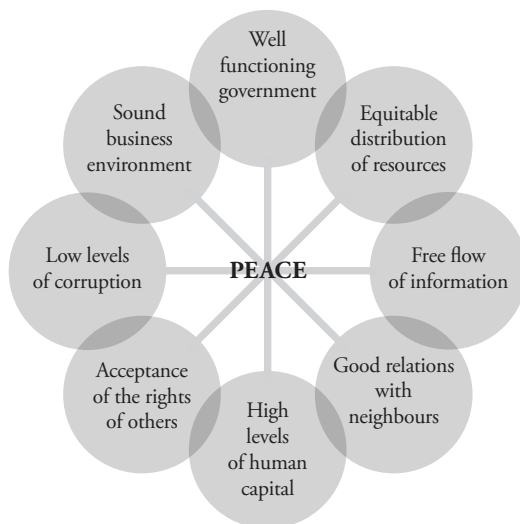 Well
functioning
government
Equitable
distribution
of resources
Free flow
of information
Good relations
with
neighbours
High
levels
of human
capital
Acceptance
of the rights
of others
Low levels
of corruption
Sound
business
environment
PEACE